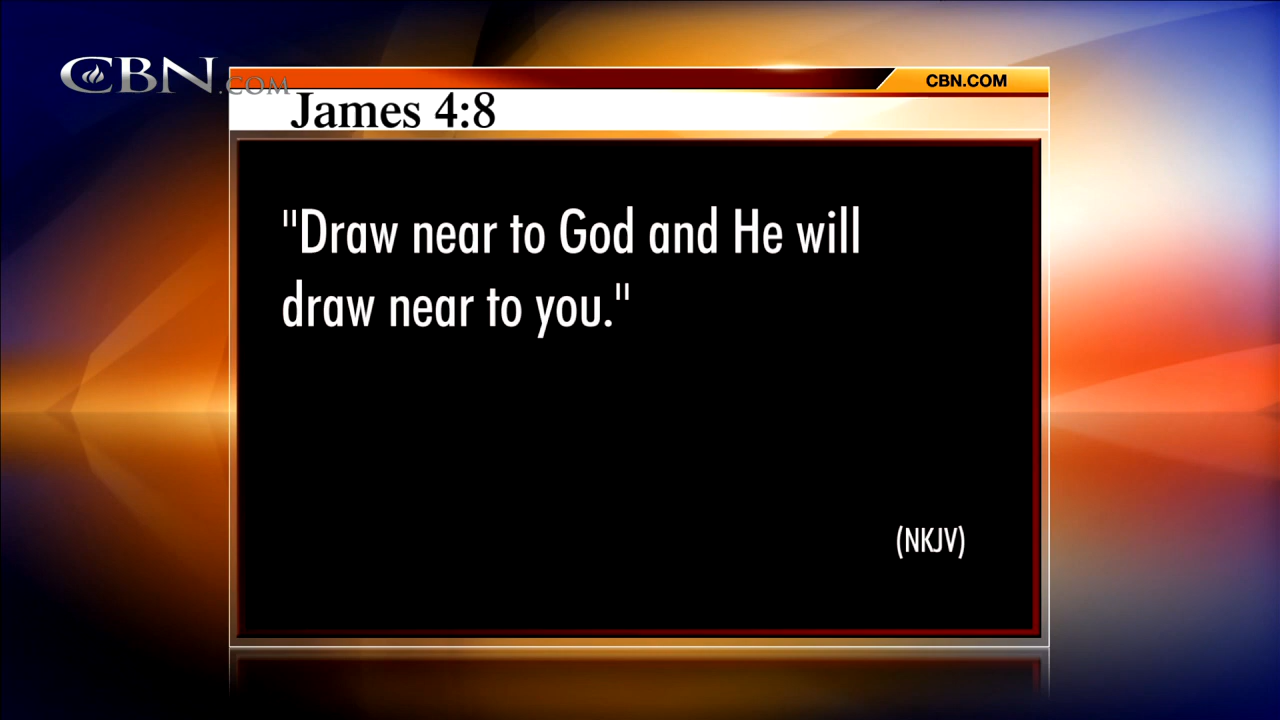 CBN.COM
CBN.COM
James 4:8
"Draw near to God and He will
draw near to you."
(NKJV)